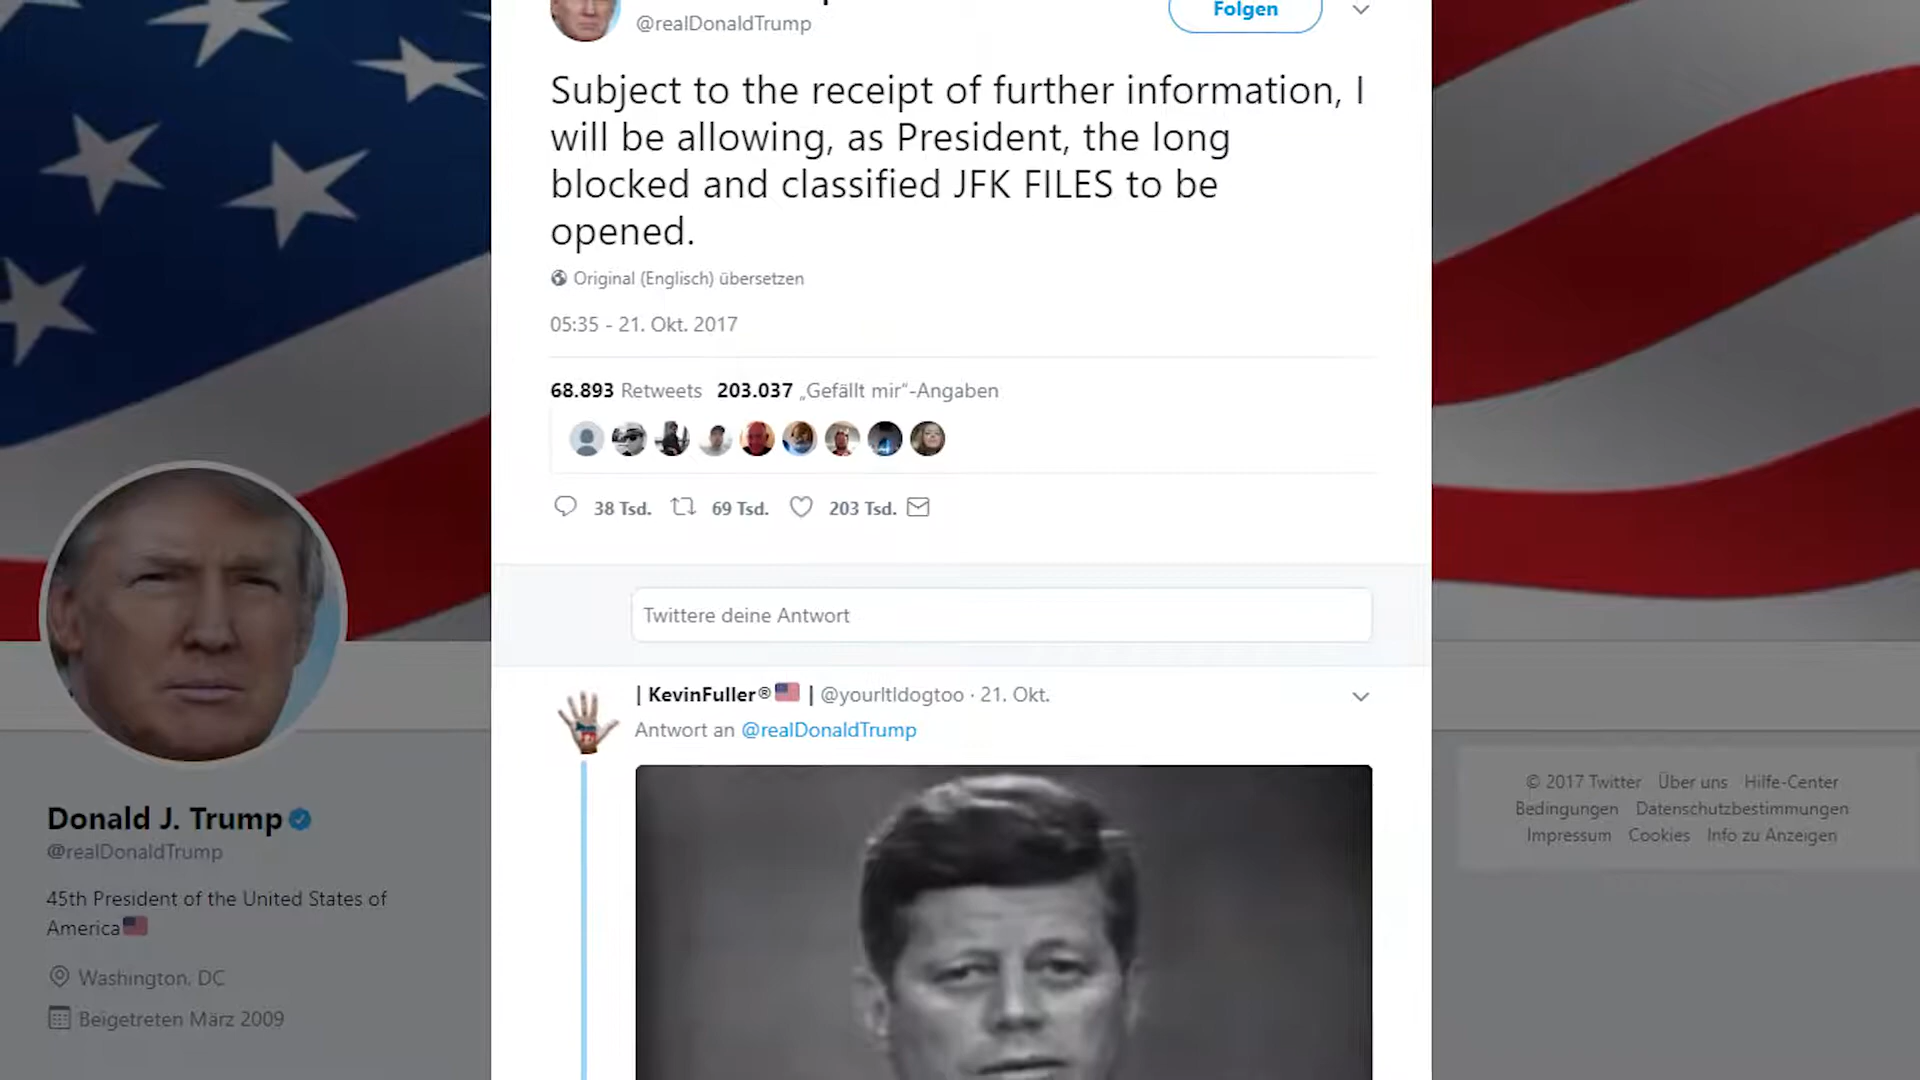 @realDonaldTrump
Folgen
Subject to the receipt of further information, I
will be allowing, as President, the long
blocked and classified JFK FILES to be
opened.
Original (Englisch) übersetzen
05:35 - 21. Okt. 2017
68.893 Retweets 203.037 „Gefällt mir“-Angaben
38 Tsd. 69 Tsd. 203 Tsd.
Twittere deine Antwort
| KevinFuller® | @yourltldogtoo · 21. Okt.
Antwort an @realDonaldTrump
Donald J. Trump
@realDonaldTrump
45th President of the United States of
America
Washington, DC
Beigetreten März 2009
© 2017 Twitter Über uns Hilfe-Center
Bedingungen Datenschutzbestimmungen
Impressum Cookies Info zu Anzeigen